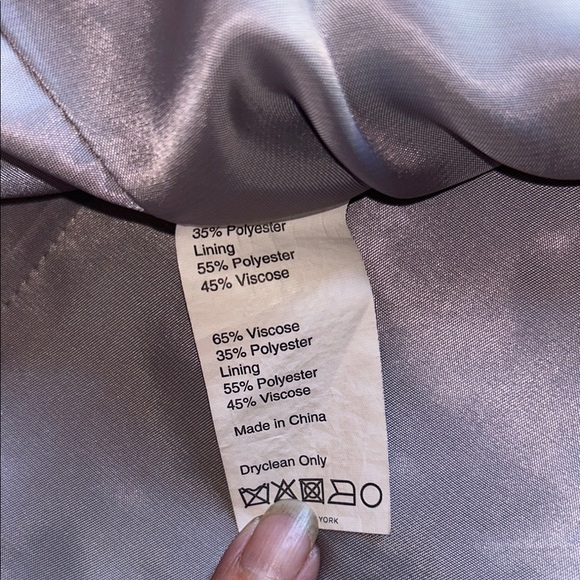 35% Polyester
Lining
55% Polyester
45% Viscose
65% Viscose
35% Polyester
Lining
55% Polyester
45% Viscose
Made in China
Dryclean Only
YORK